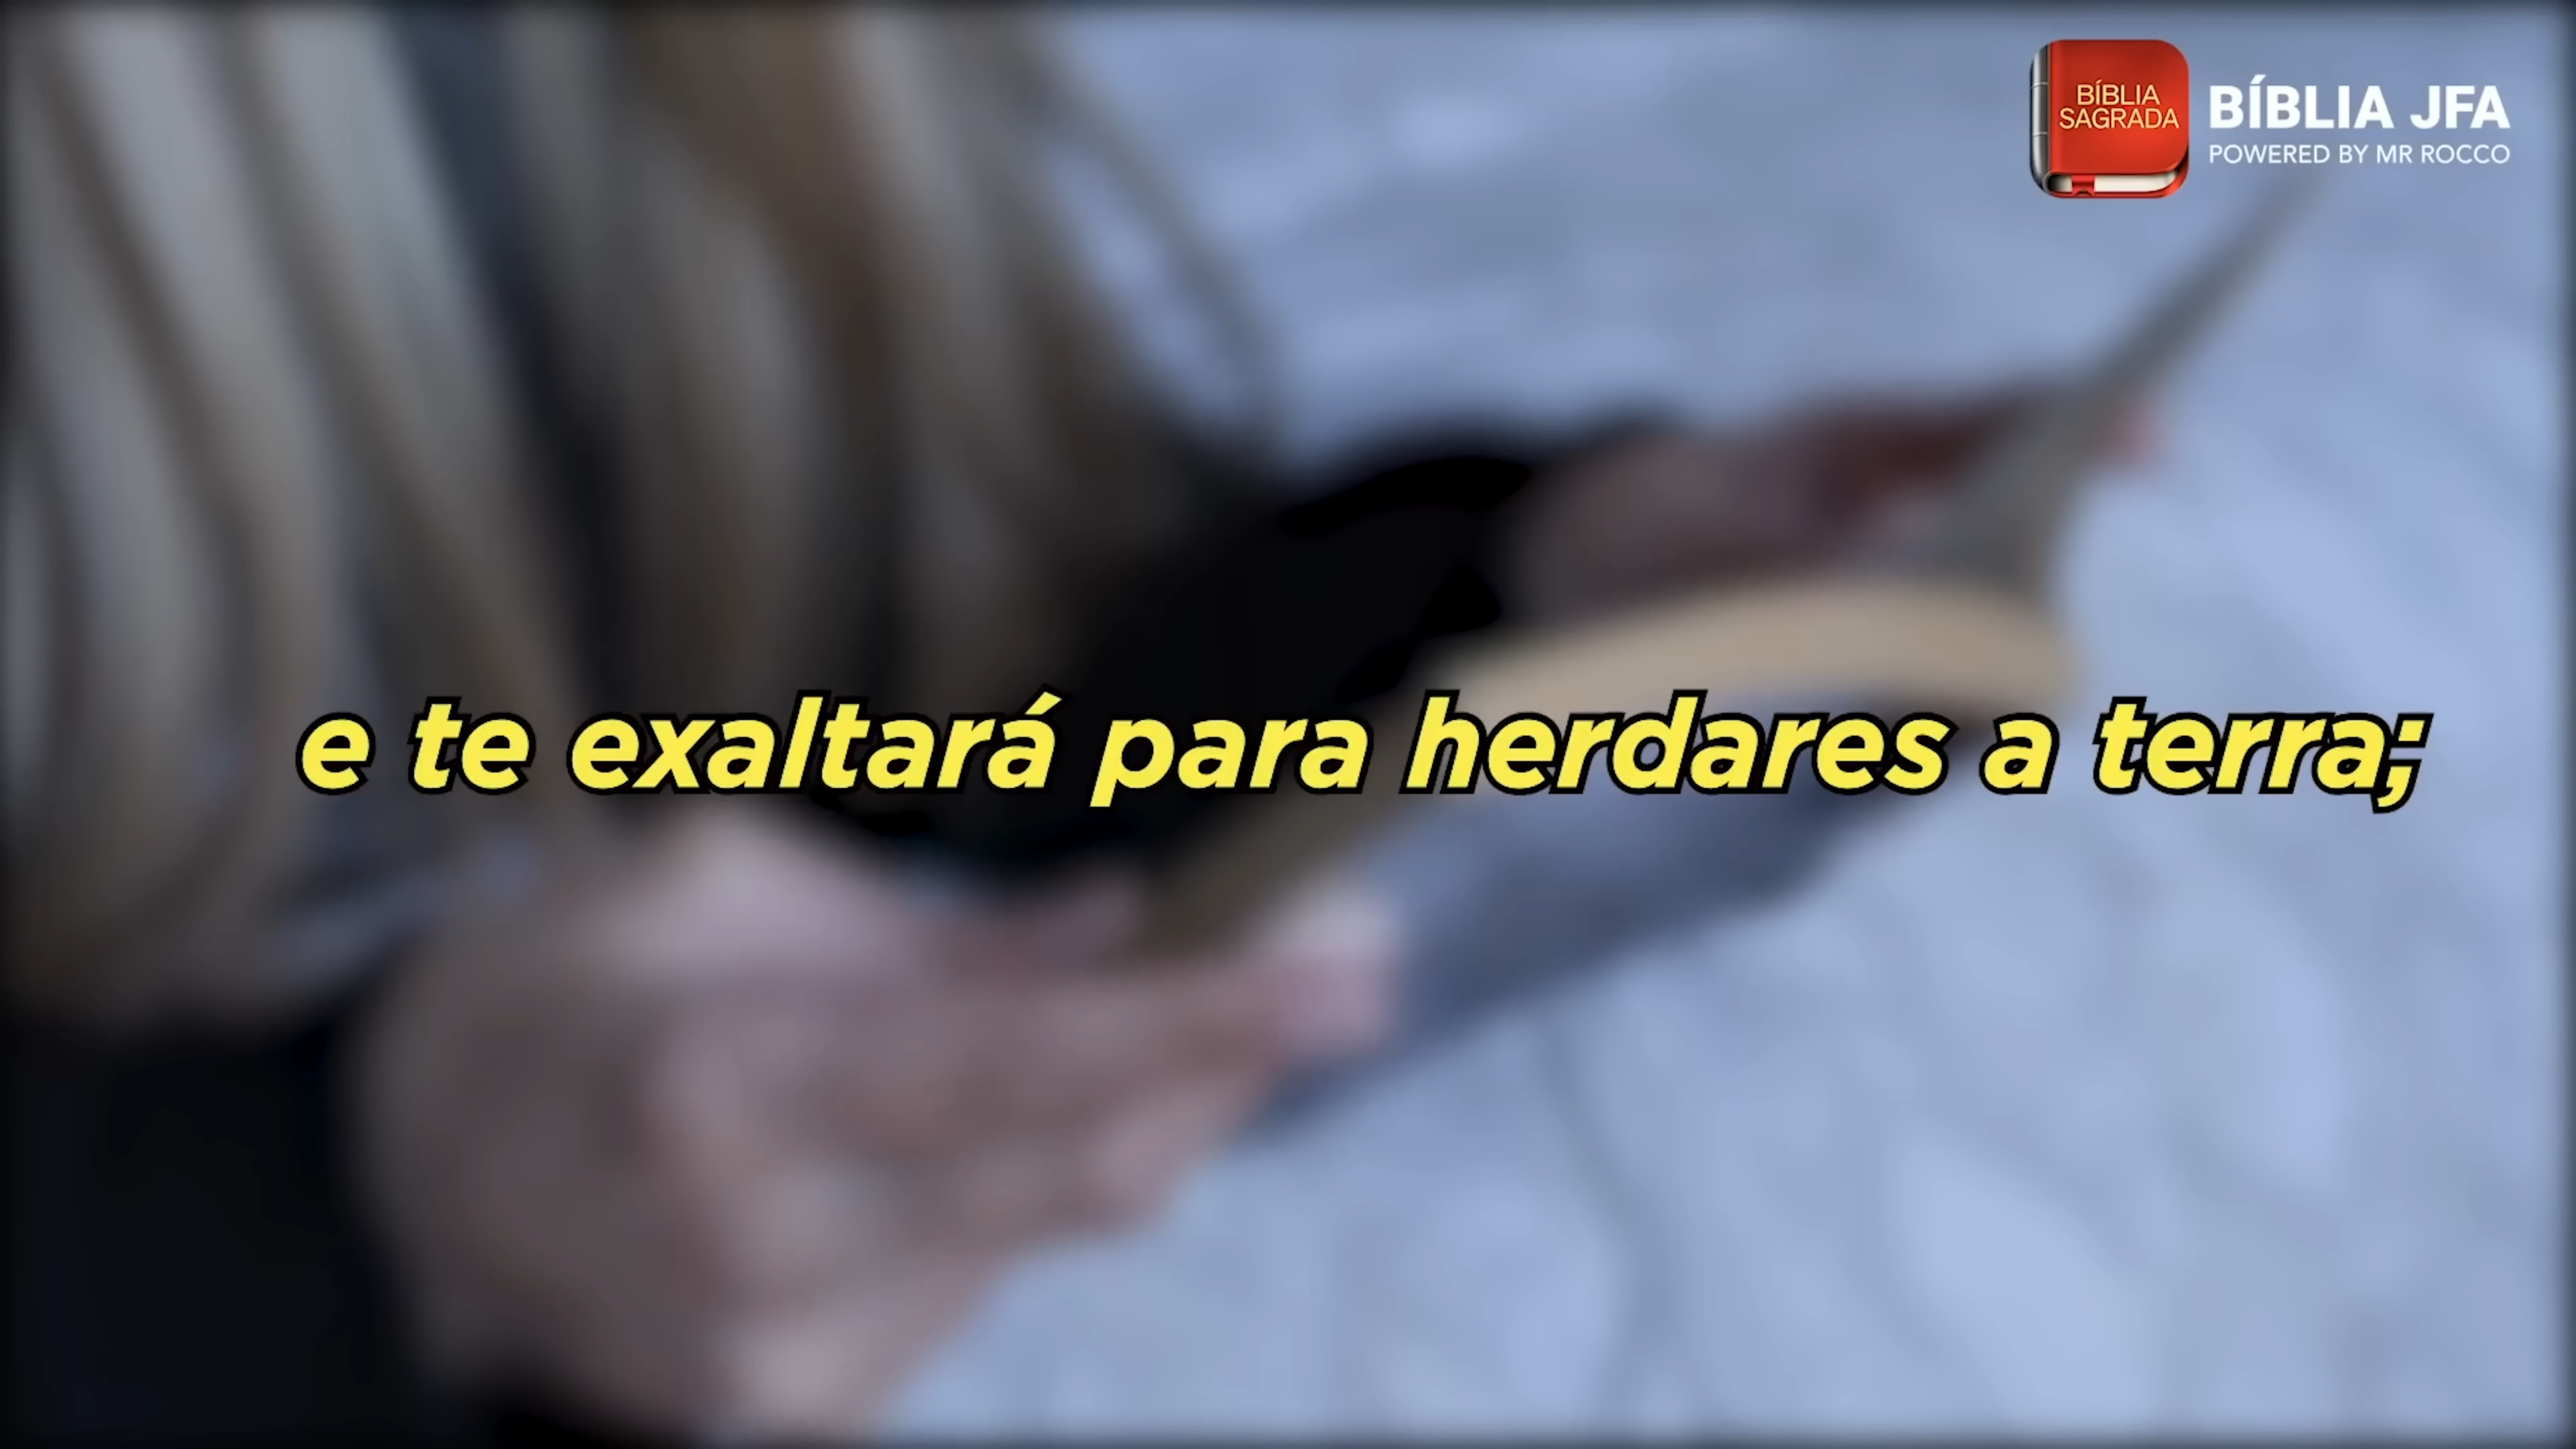 BÍBLIA
SAGRADA
BÍBLIA JFA
POWERED BY MR ROCCO
e te exaltará para herdares a terra;